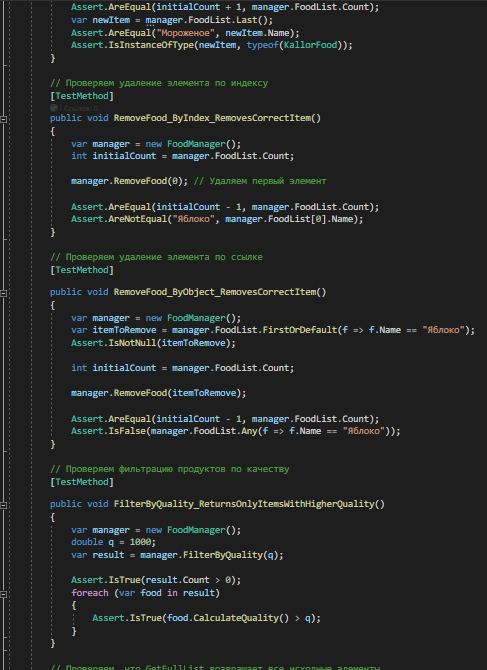 Assert.AreEqual(initialCount + 1, manager.FoodList.Count);
var newItem = manager.FoodList.Last();
Assert.AreEqual("Мороженое", newItem.Name);
Assert.IsInstanceOfType(newItem, typeof(KallorFood));
}
// Проверяем удаление элемента по индексу
[TestMethod]
Ссылок: 0
public void RemoveFood_ByIndex_RemovesCorrectItem()
{
var manager = new FoodManager();
int initialCount = manager.FoodList.Count;
manager.RemoveFood(0); // Удаляем первый элемент
Assert.AreEqual(initialCount - 1, manager.FoodList.Count);
Assert.AreNotEqual("Яблоко", manager.FoodList[0].Name);
}
// Проверяем удаление элемента по ссылке
[TestMethod]
public void RemoveFood_ByObject_RemovesCorrectItem()
{
var manager = new FoodManager();
var itemToRemove = manager.FoodList.FirstOrDefault(f => f.Name == "Яблоко");
Assert.IsNotNull(itemToRemove);
int initialCount = manager.FoodList.Count;
manager.RemoveFood(itemToRemove);
Assert.AreEqual(initialCount - 1, manager.FoodList.Count);
Assert.IsFalse(manager.FoodList.Any(f => f.Name == "Яблоко"));
}
// Проверяем фильтрацию продуктов по качеству
[TestMethod]
public void FilterByQuality_ReturnsOnlyItemsWithHigherQuality()
{
var manager = new FoodManager();
double q = 1000;
var result = manager.FilterByQuality(q);
Assert.IsTrue(result.Count > 0);
foreach (var food in result)
{
Assert.IsTrue(food.CalculateQuality() > q);
}
}
// Проверяем, что GetFullList возвращает все исходные элементы